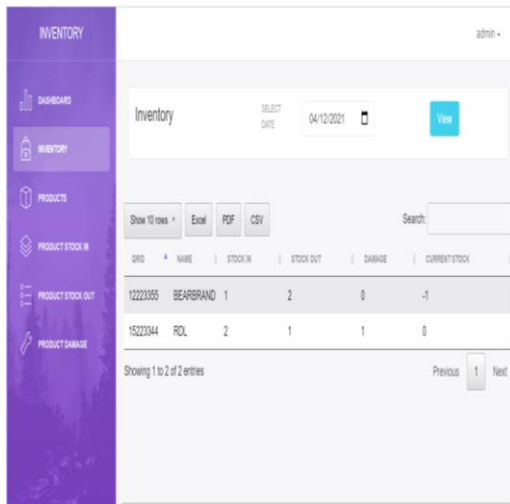 INVENTORY
admin
DASHBOARD
INVENTORY
PRODUCTS
PRODUCT STOCK IN
PRODUCT STOCK OUT
PRODUCT DAMAGE
Inventory
SELECT
DATE
04/12/2021
View
Show 10 rows Excel PDF CSV
Search:
QRID NAME STOCK IN STOCK OUT DAMAGE CURRENT STOCK
12223355 BEARBRAND 1 2 0 -1
15223344 RDL 2 1 1 0
Showing 1 to 2 of 2 entries
Previous 1 Next